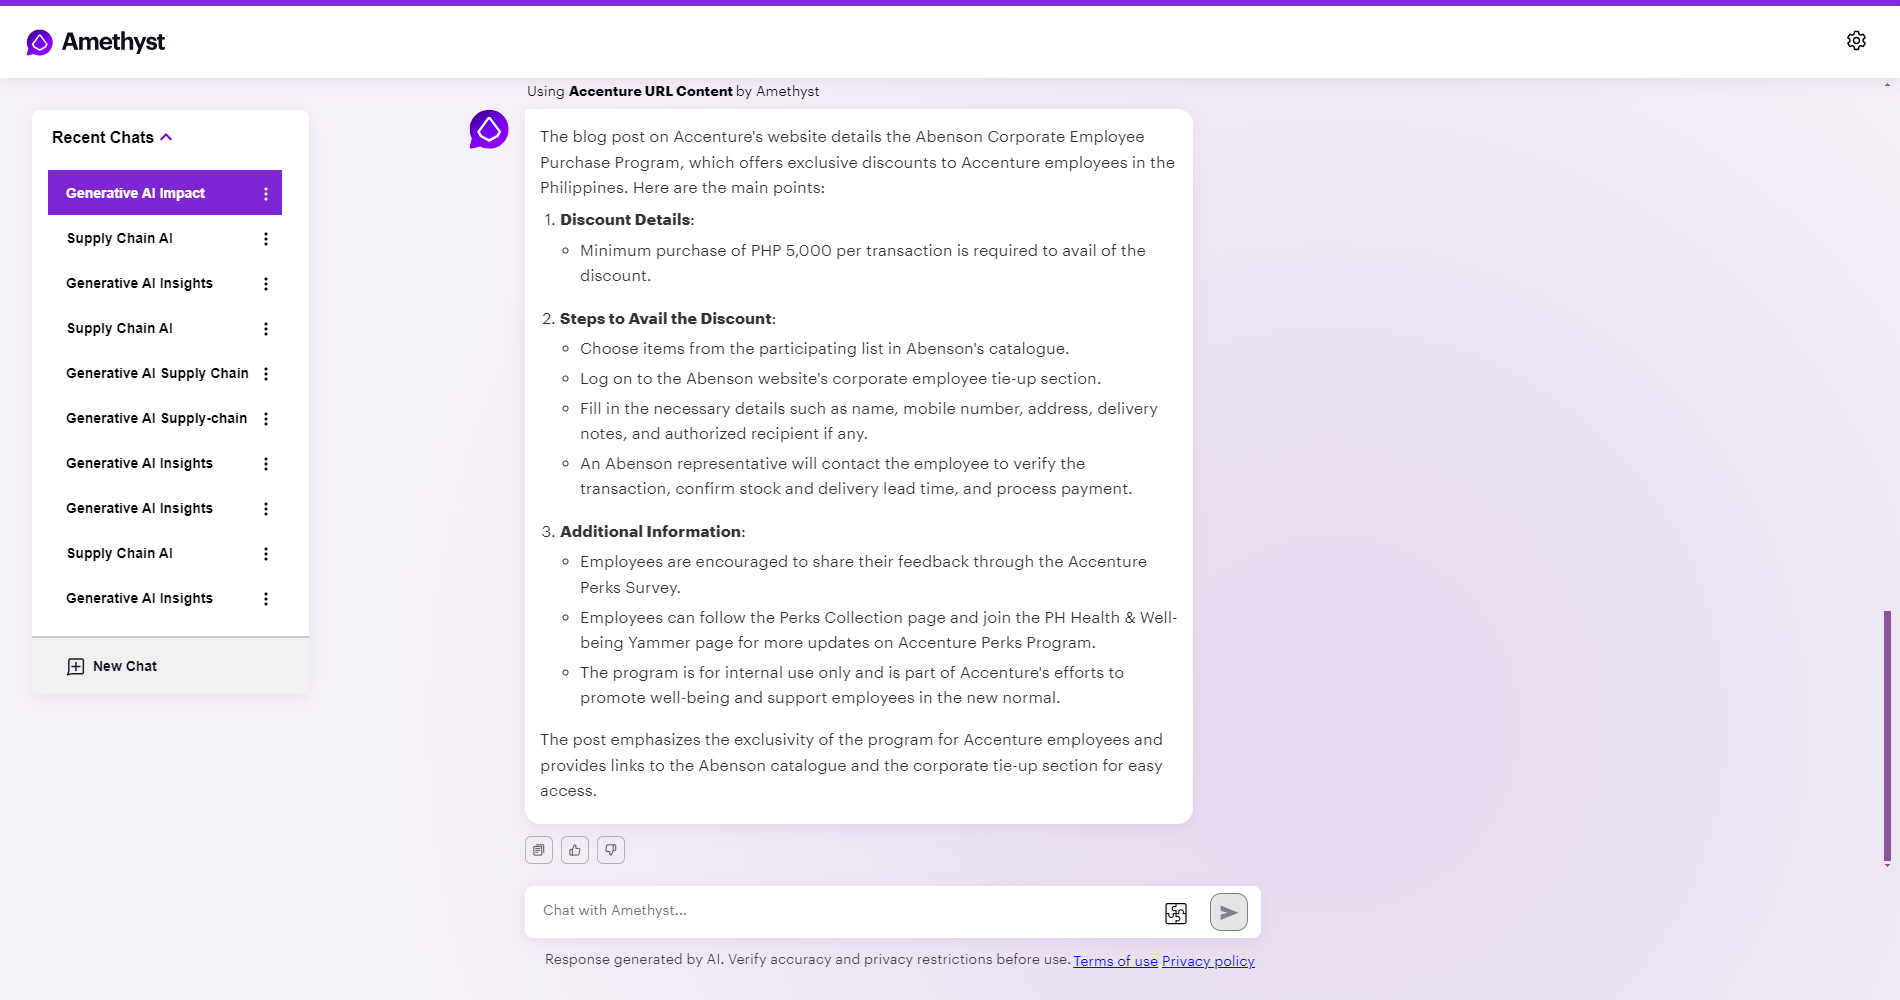 Amethyst
Recent Chats
Generative AI Impact
Supply Chain AI
Generative AI Insights
Supply Chain AI
Generative AI Supply Chain
Generative AI Supply-chain
Generative AI Insights
Generative AI Insights
Supply Chain AI
Generative AI Insights
New Chat
Using Accenture URL Content by Amethyst
The blog post on Accenture's website details the Abenson Corporate Employee
Purchase Program, which offers exclusive discounts to Accenture employees in the
Philippines. Here are the main points:
1. Discount Details:
◦ Minimum purchase of PHP 5,000 per transaction is required to avail of the
discount.
2. Steps to Avail the Discount:
◦ Choose items from the participating list in Abenson's catalogue.
◦ Log on to the Abenson website's corporate employee tie-up section.
◦ Fill in the necessary details such as name, mobile number, address, delivery
notes, and authorized recipient if any.
◦ An Abenson representative will contact the employee to verify the
transaction, confirm stock and delivery lead time, and process payment.
3. Additional Information:
◦ Employees are encouraged to share their feedback through the Accenture
Perks Survey.
◦ Employees can follow the Perks Collection page and join the PH Health & Well-
being Yammer page for more updates on Accenture Perks Program.
◦ The program is for internal use only and is part of Accenture's efforts to
promote well-being and support employees in the new normal.
The post emphasizes the exclusivity of the program for Accenture employees and
provides links to the Abenson catalogue and the corporate tie-up section for easy
access.
Chat with Amethyst...
Response generated by AI. Verify accuracy and privacy restrictions before use. Terms of use Privacy policy